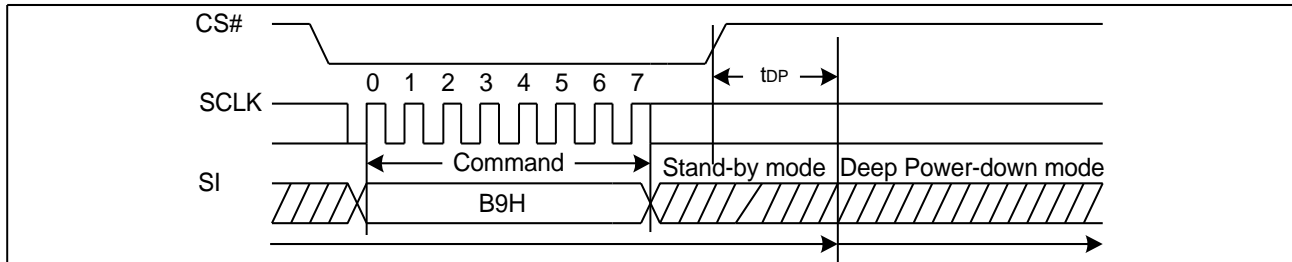 CS#
tDP
0 1 2 3 4 5 6 7
SCLK
Command
Stand-by mode Deep Power-down mode
SI
B9H